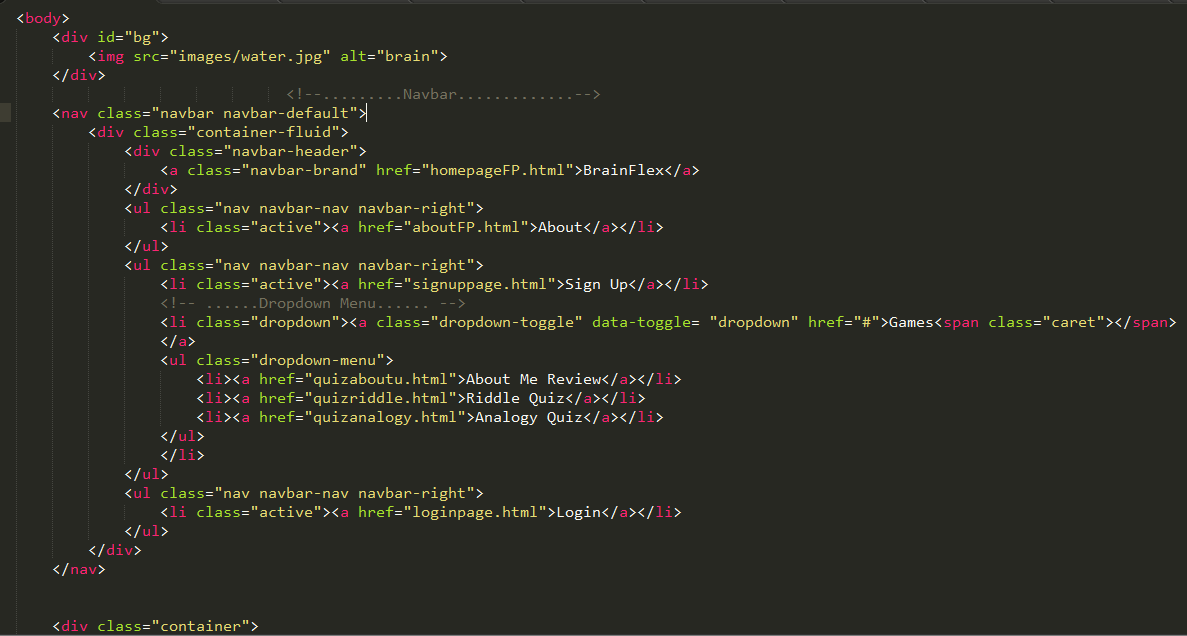 <body>
    <div id="bg">
        <img src="images/water.jpg" alt="brain">
    </div>
                              <!--.........Navbar.............-->
    <nav class="navbar navbar-default">
        <div class="container-fluid">
            <div class="navbar-header">
                <a class="navbar-brand" href="homepageFP.html">BrainFlex</a>
            </div>
            <ul class="nav navbar-nav navbar-right">
                <li class="active"><a href="aboutFP.html">About</a></li>
            </ul>
            <ul class="nav navbar-nav navbar-right">
                <li class="active"><a href="signuppage.html">Sign Up</a></li>
                <!-- ......Dropdown Menu...... -->
                <li class="dropdown"><a class="dropdown-toggle" data-toggle= "dropdown" href="#">Games<span class="caret"></span>
                </a>
                <ul class="dropdown-menu">
                    <li><a href="quizaboutu.html">About Me Review</a></li>
                    <li><a href="quizriddle.html">Riddle Quiz</a></li>
                    <li><a href="quizanalogy.html">Analogy Quiz</a></li>
                </ul>
                </li>
            </ul>
            <ul class="nav navbar-nav navbar-right">
                <li class="active"><a href="loginpage.html">Login</a></li>
            </ul>
        </div>
    </nav>
    <div class="container">